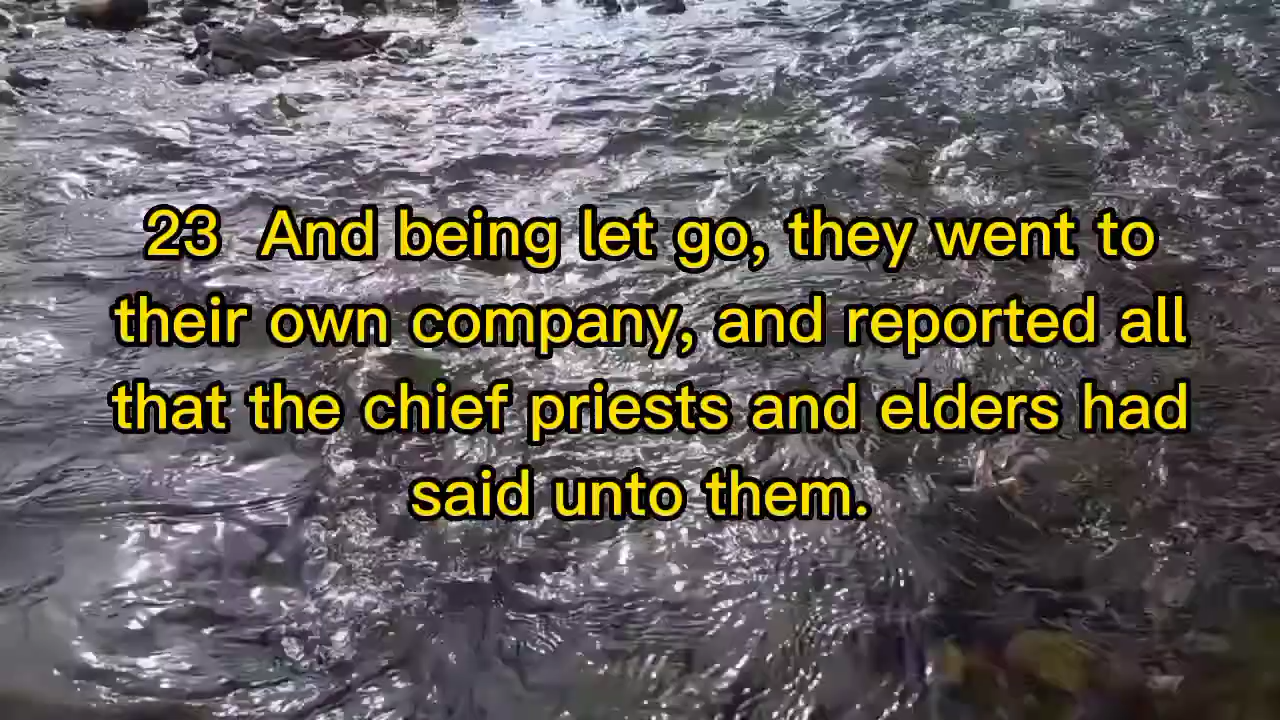 23  And being let go, they went to
their own company, and reported all
that the chief priests and elders had
said unto them.